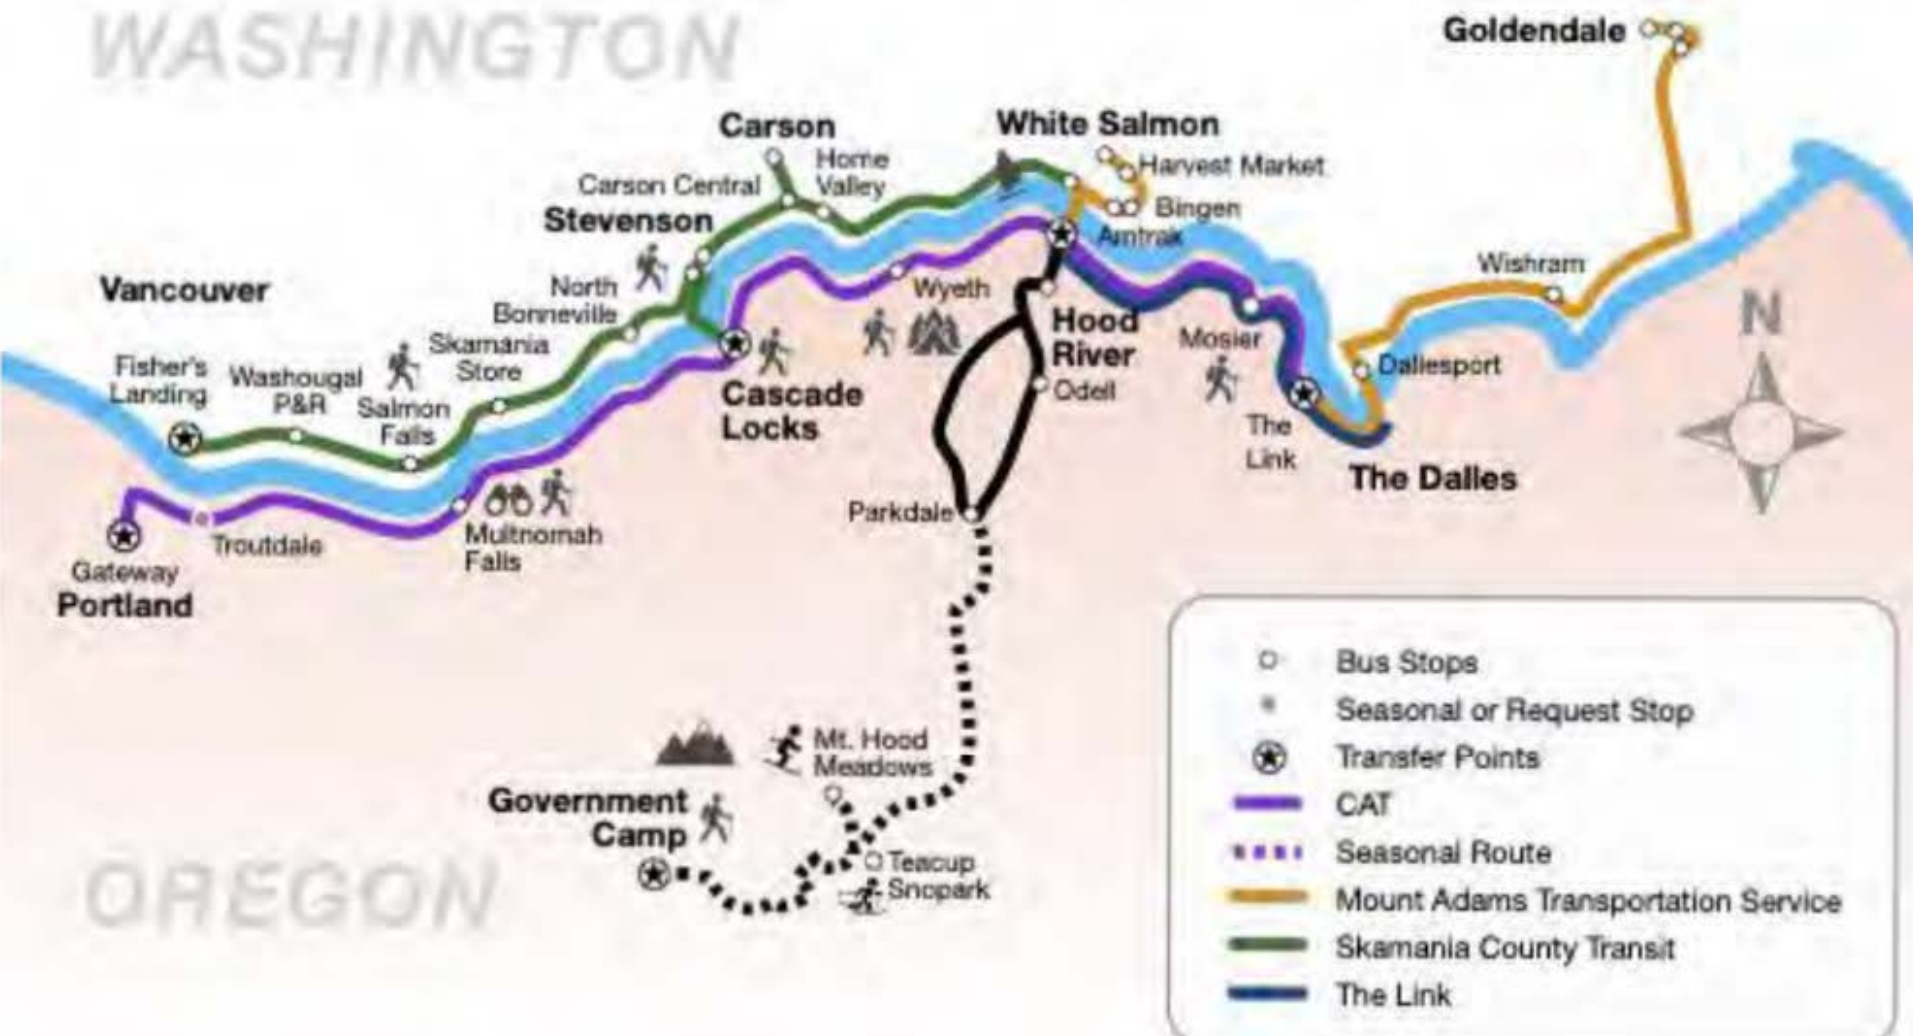 WASHINGTON
Goldendale
Carson
White Salmon
Home
Valley
Harvest Market
Carson Central
Stevenson
Bingen
Amtrak
Vancouver
North
Bonneville
Wyeth
Wishram
Hood
River
Mosier
Fisher's
Landing
Washougal
P&R
Skamania
Store
Salmon
Falls
Cascade
Locks
Odell
Dallesport
The
Link
The Dalles
N
Parkdale
Multnomah
Falls
Troutdale
Gateway
Portland
Mt. Hood
Meadows
Government
Camp
Teacup
Snopark
OREGON
Bus Stops
Seasonal or Request Stop
Transfer Points
CAT
Seasonal Route
Mount Adams Transportation Service
Skamania County Transit
The Link